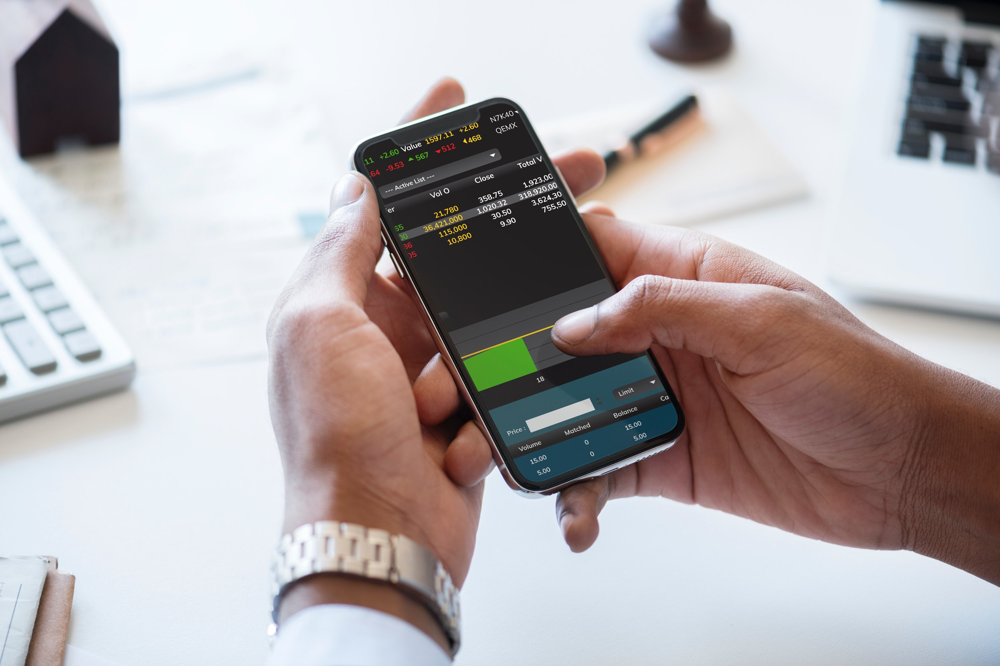 .11 +2.60 Value 1597.11 +2.60 N7K40
.64 -9.53 567 512 468 QEMX
--- Active List ---
er Vol O Close Total V
65 21,780 358.75 1,923,00
00 36,421,000 1,020.32 318,920,00
36 115,000 30.50 3,624,30
05 10,800 9.90 755,50
18
Price : Limit
Volume Matched Balance Ca
15.00 0 15.00
5.00 0 5.00